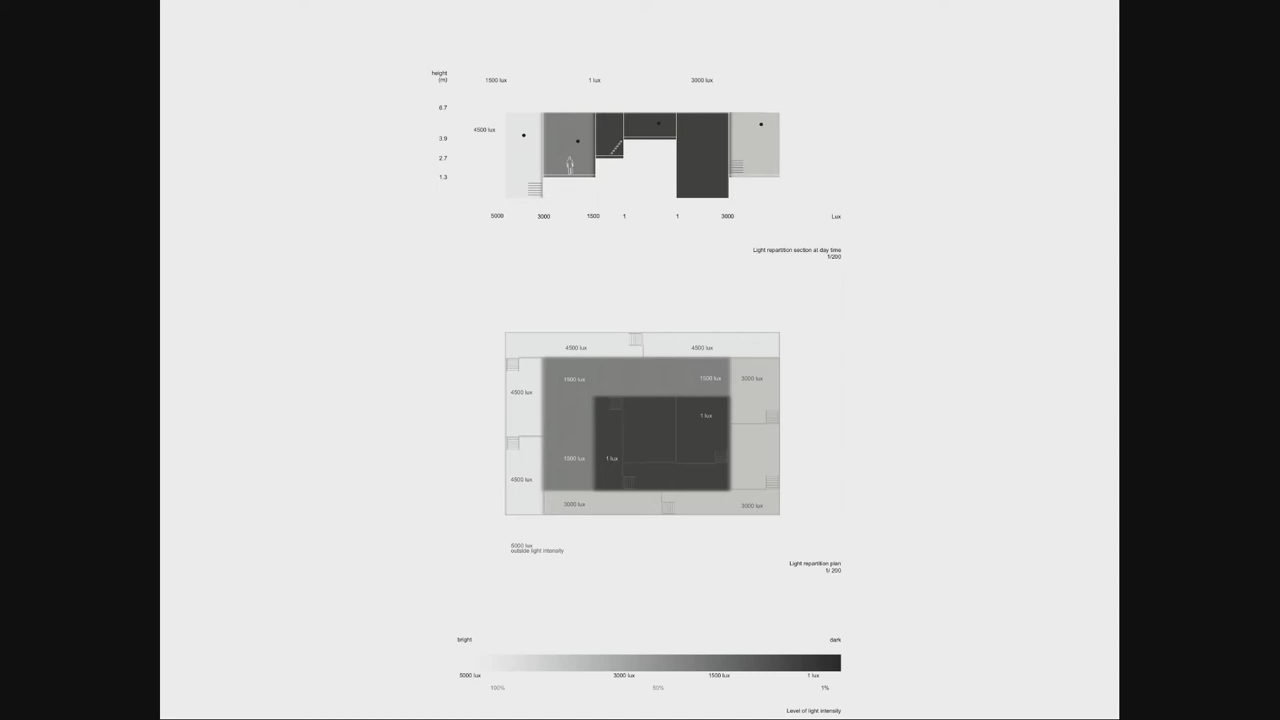 height
(m)
1500 lux
1 lux
3000 lux
6.7
4500 lux
3.9
2.7
1.3
5000
3000
1500
1
1
3000
Lux
Light repartition section at day time
1/200
4500 lux
4500 lux
1500 lux
1500 lux
3000 lux
4500 lux
1 lux
1500 lux
1 lux
4500 lux
3000 lux
3000 lux
5000 lux
outside light intensity
Light repartition plan
1/ 200
bright
dark
5000 lux
3000 lux
1500 lux
1 lux
100%
50%
1%
Level of light intensity